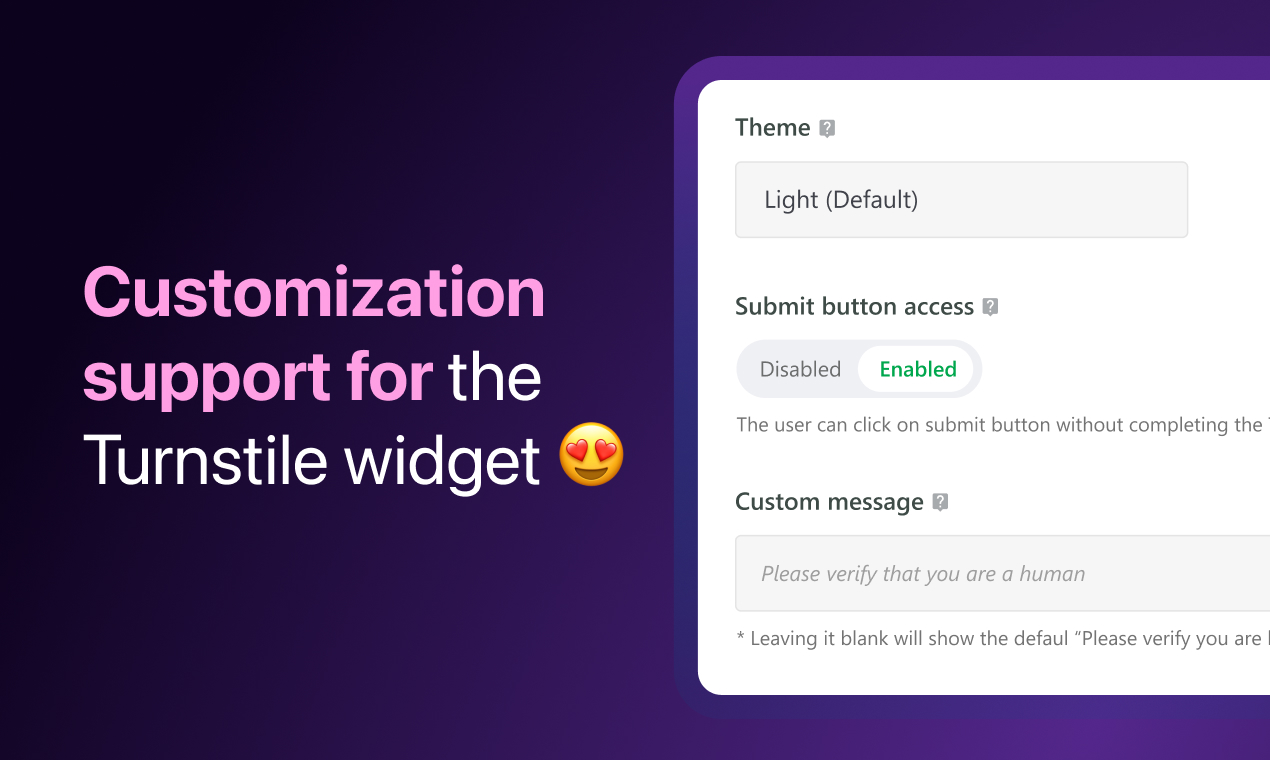 Customization
support for the
Turnstile widget 😍
Theme
Light (Default)
Submit button access
Disabled Enabled
The user can click on submit button without completing the
Custom message
Please verify that you are a human
* Leaving it blank will show the defaul “Please verify you are